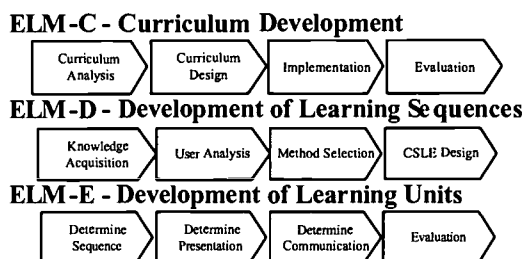 ELM-C - Curriculum Development
Curriculum Analysis
Curriculum Design
Implementation
Evaluation
ELM-D - Development of Learning Sequences
Knowledge Acquisition
User Analysis
Method Selection
CSLE Design
ELM-E - Development of Learning Units
Determine Sequence
Determine Presentation
Determine Communication
Evaluation